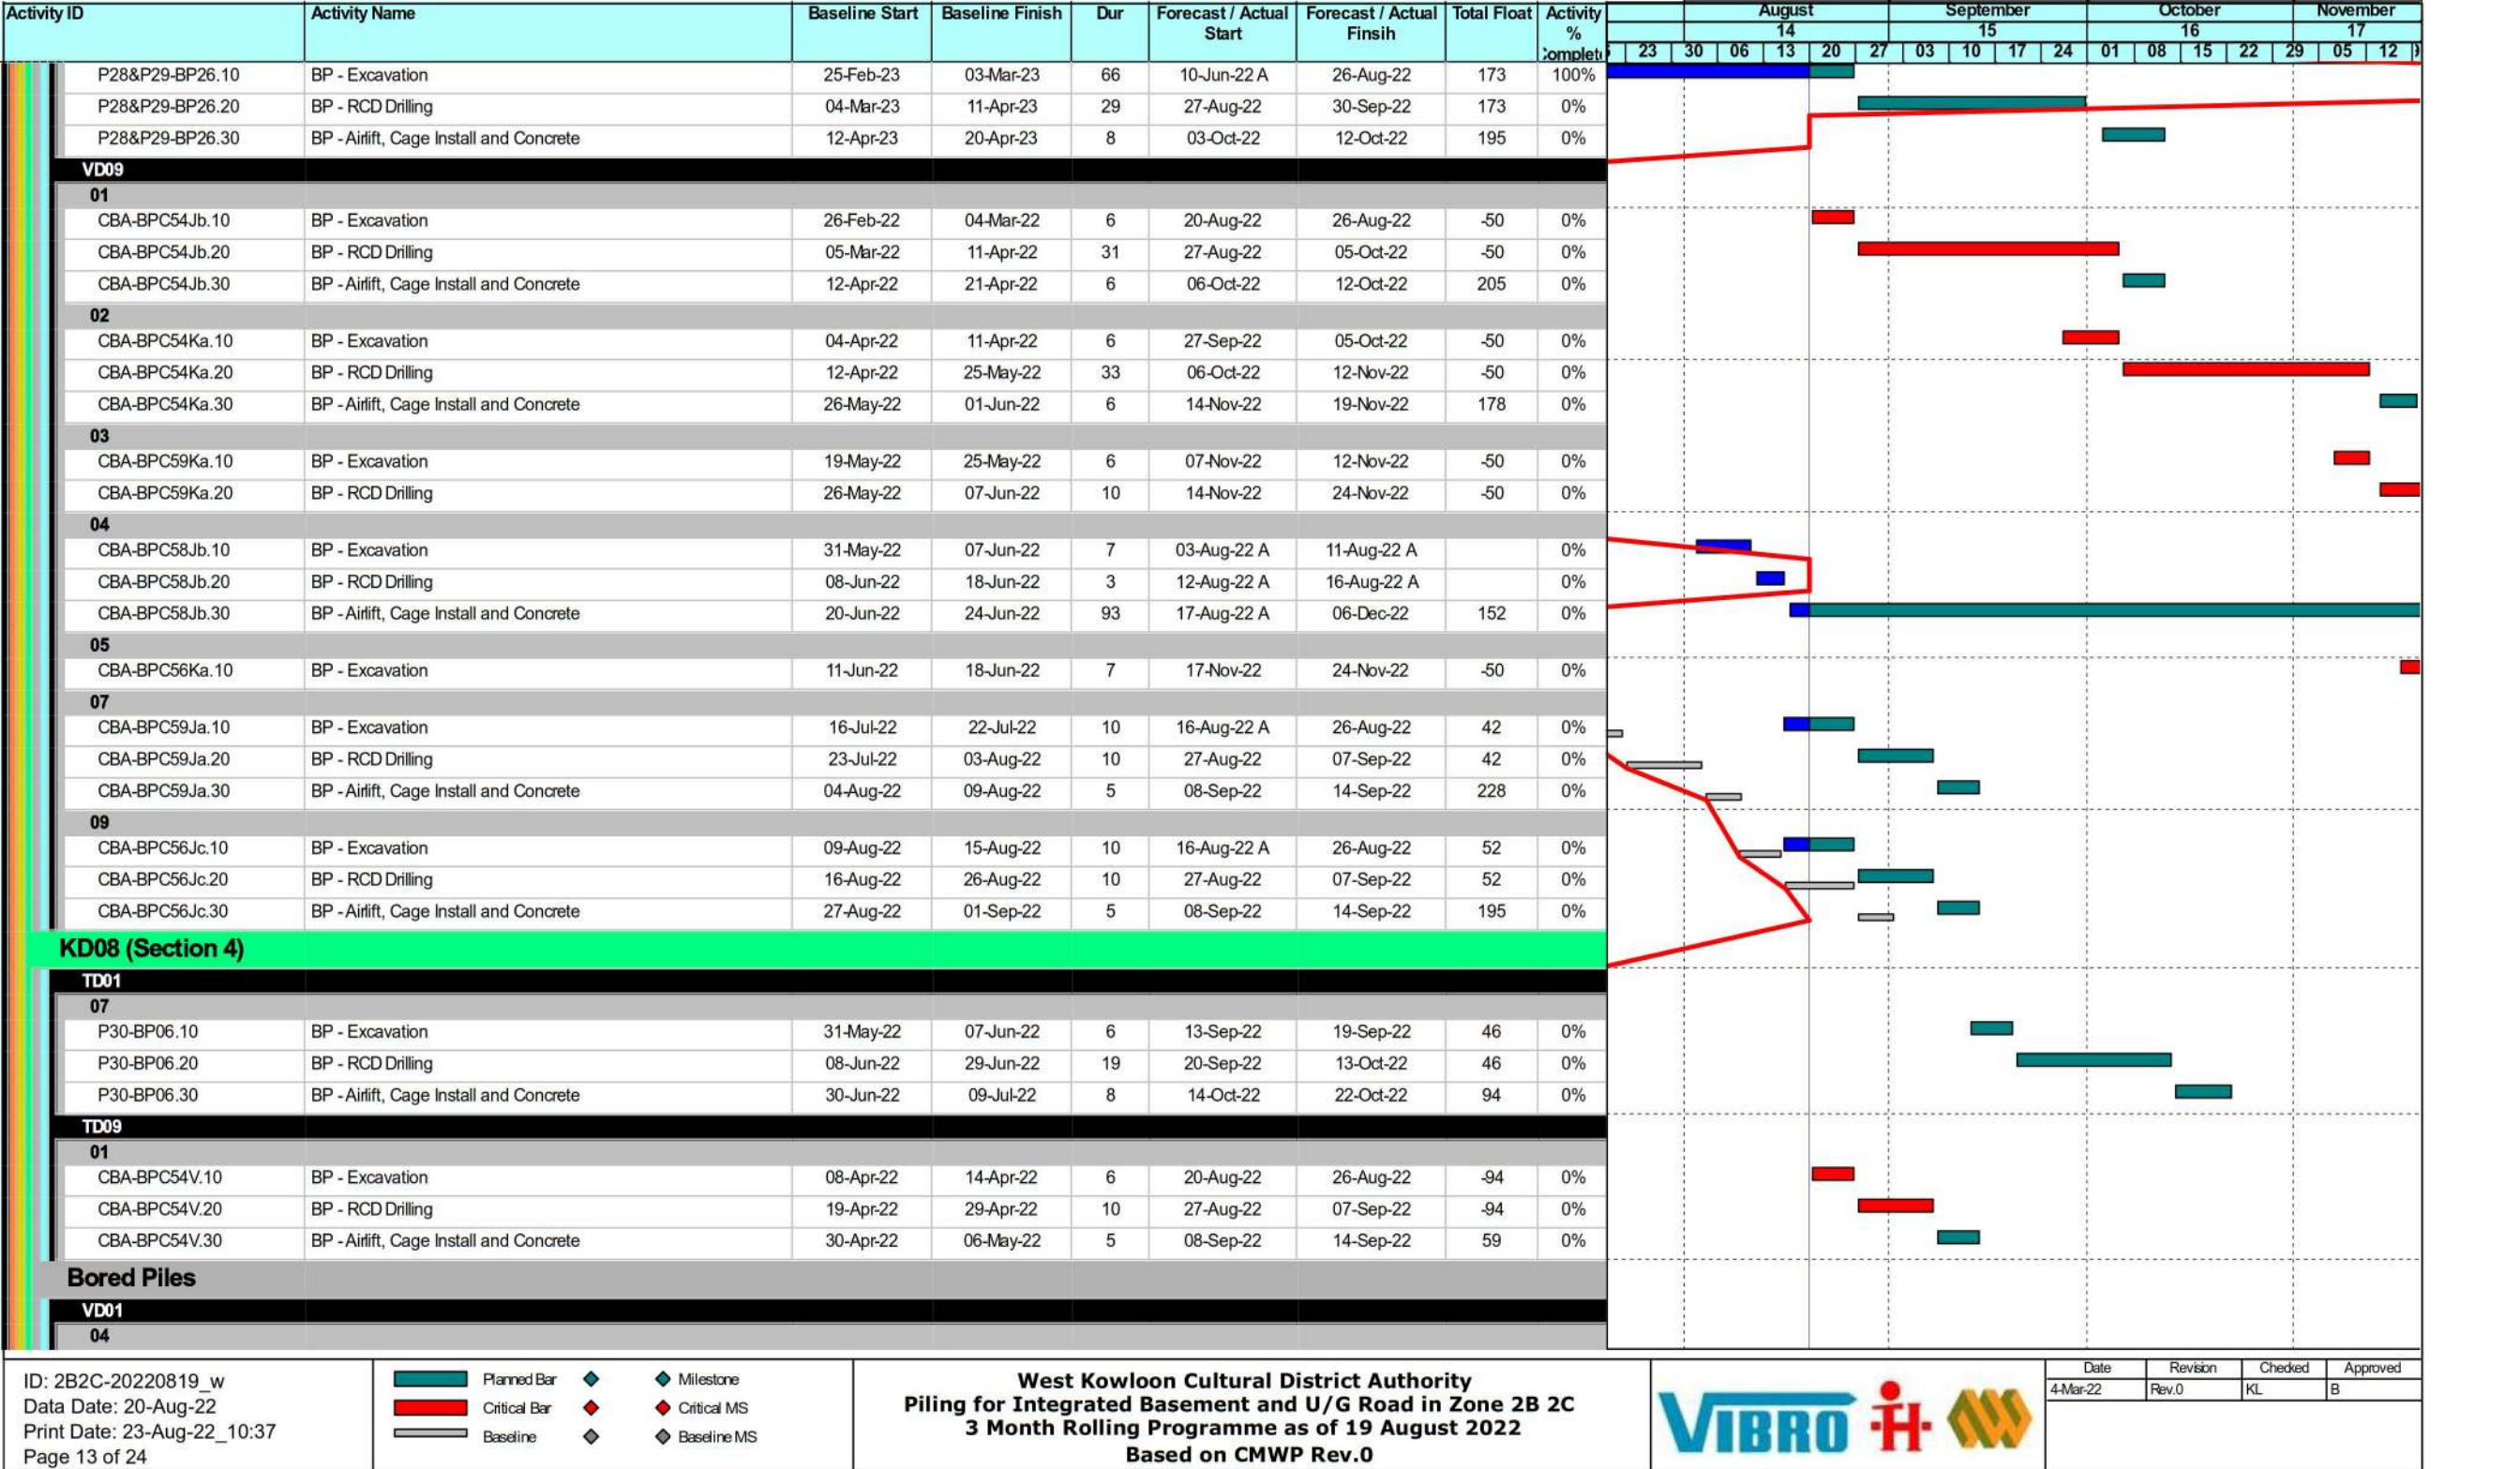 Activity ID Activity Name Baseline Start Baseline Finish Dur Forecast / Actual Start Forecast / Actual Finsih Total Float Activity % Complet
August September October November
14 15 16 17
23 30 06 13 20 27 03 10 17 24 01 08 15 22 29 05 12
P28&P29-BP26.10 BP - Excavation 25-Feb-23 03-Mar-23 66 10-Jun-22 A 26-Aug-22 173 100%
P28&P29-BP26.20 BP - RCD Drilling 04-Mar-23 11-Apr-23 29 27-Aug-22 30-Sep-22 173 0%
P28&P29-BP26.30 BP - Airlift, Cage Install and Concrete 12-Apr-23 20-Apr-23 8 03-Oct-22 12-Oct-22 195 0%
VD09
01
CBA-BPC54Jb.10 BP - Excavation 26-Feb-22 04-Mar-22 6 20-Aug-22 26-Aug-22 -50 0%
CBA-BPC54Jb.20 BP - RCD Drilling 05-Mar-22 11-Apr-22 31 27-Aug-22 05-Oct-22 -50 0%
CBA-BPC54Jb.30 BP - Airlift, Cage Install and Concrete 12-Apr-22 21-Apr-22 6 06-Oct-22 12-Oct-22 205 0%
02
CBA-BPC54Ka.10 BP - Excavation 04-Apr-22 11-Apr-22 6 27-Sep-22 05-Oct-22 -50 0%
CBA-BPC54Ka.20 BP - RCD Drilling 12-Apr-22 25-May-22 33 06-Oct-22 12-Nov-22 -50 0%
CBA-BPC54Ka.30 BP - Airlift, Cage Install and Concrete 26-May-22 01-Jun-22 6 14-Nov-22 19-Nov-22 178 0%
03
CBA-BPC59Ka.10 BP - Excavation 19-May-22 25-May-22 6 07-Nov-22 12-Nov-22 -50 0%
CBA-BPC59Ka.20 BP - RCD Drilling 26-May-22 07-Jun-22 10 14-Nov-22 24-Nov-22 -50 0%
04
CBA-BPC58Jb.10 BP - Excavation 31-May-22 07-Jun-22 7 03-Aug-22 A 11-Aug-22 A 0%
CBA-BPC58Jb.20 BP - RCD Drilling 08-Jun-22 18-Jun-22 3 12-Aug-22 A 16-Aug-22 A 0%
CBA-BPC58Jb.30 BP - Airlift, Cage Install and Concrete 20-Jun-22 24-Jun-22 93 17-Aug-22 A 06-Dec-22 152 0%
05
CBA-BPC56Ka.10 BP - Excavation 11-Jun-22 18-Jun-22 7 17-Nov-22 24-Nov-22 -50 0%
07
CBA-BPC59Ja.10 BP - Excavation 16-Jul-22 22-Jul-22 10 16-Aug-22 A 26-Aug-22 42 0%
CBA-BPC59Ja.20 BP - RCD Drilling 23-Jul-22 03-Aug-22 10 27-Aug-22 07-Sep-22 42 0%
CBA-BPC59Ja.30 BP - Airlift, Cage Install and Concrete 04-Aug-22 09-Aug-22 5 08-Sep-22 14-Sep-22 228 0%
09
CBA-BPC56Jc.10 BP - Excavation 09-Aug-22 15-Aug-22 10 16-Aug-22 A 26-Aug-22 52 0%
CBA-BPC56Jc.20 BP - RCD Drilling 16-Aug-22 26-Aug-22 10 27-Aug-22 07-Sep-22 52 0%
CBA-BPC56Jc.30 BP - Airlift, Cage Install and Concrete 27-Aug-22 01-Sep-22 5 08-Sep-22 14-Sep-22 195 0%
KD08 (Section 4)
TD01
07
P30-BP06.10 BP - Excavation 31-May-22 07-Jun-22 6 13-Sep-22 19-Sep-22 46 0%
P30-BP06.20 BP - RCD Drilling 08-Jun-22 29-Jun-22 19 20-Sep-22 13-Oct-22 46 0%
P30-BP06.30 BP - Airlift, Cage Install and Concrete 30-Jun-22 09-Jul-22 8 14-Oct-22 22-Oct-22 94 0%
TD09
01
CBA-BPC54V.10 BP - Excavation 08-Apr-22 14-Apr-22 6 20-Aug-22 26-Aug-22 -94 0%
CBA-BPC54V.20 BP - RCD Drilling 19-Apr-22 29-Apr-22 10 27-Aug-22 07-Sep-22 -94 0%
CBA-BPC54V.30 BP - Airlift, Cage Install and Concrete 30-Apr-22 06-May-22 5 08-Sep-22 14-Sep-22 59 0%
Bored Piles
VD01
04
ID: 2B2C-20220819_w
Data Date: 20-Aug-22
Print Date: 23-Aug-22_10:37
Page 13 of 24
Planned Bar Milestone
Critical Bar Critical MS
Baseline Baseline MS
West Kowloon Cultural District Authority
Piling for Integrated Basement and U/G Road in Zone 2B 2C
3 Month Rolling Programme as of 19 August 2022
Based on CMWP Rev.0
VIBRO
Date Revision Checked Approved
4-Mar-22 Rev.0 KL B